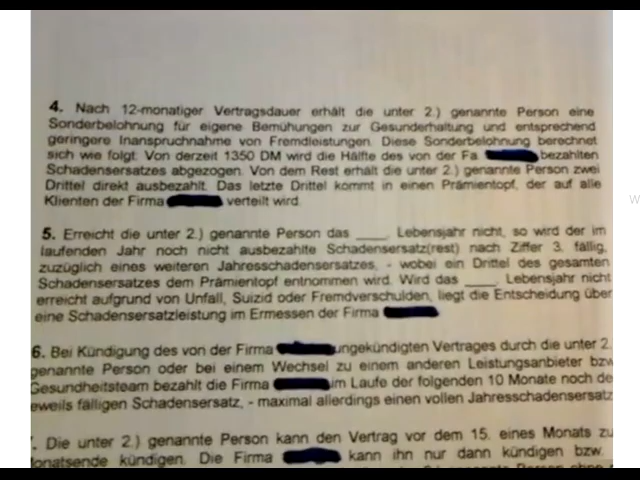 4. Nach 12-monatiger Vertragsdauer erhält die unter 2.) genannte Person eine
Sonderbelohnung für eigene Bemühungen zur Gesunderhaltung und entsprechend
geringere Inanspruchnahme von Fremdleistungen. Diese Sonderbelohnung berechnet
sich wie folgt: Von derzeit 1350 DM wird die Hälfte des von der Fa. bezahlten
Schadensersatzes abgezogen. Von dem Rest erhält die unter 2.) genannte Person zwei
Drittel direkt ausbezahlt. Das letzte Drittel kommt in einen Prämientopf, der auf alle
Klienten der Firma verteilt wird.
5. Erreicht die unter 2.) genannte Person das ____ Lebensjahr nicht, so wird der im
laufenden Jahr noch nicht ausbezahlte Schadensersatz(rest) nach Ziffer 3. fällig,
zuzüglich eines weiteren Jahresschadensersatzes, - wobei ein Drittel des gesamten
Schadensersatzes dem Prämientopf entnommen wird. Wird das ____ Lebensjahr nicht
erreicht aufgrund von Unfall, Suizid oder Fremdverschulden, liegt die Entscheidung über
eine Schadensersatzleistung im Ermessen der Firma
6. Bei Kündigung des von der Firma ungekündigten Vertrages durch die unter 2.
genannte Person oder bei einem Wechsel zu einem anderen Leistungsanbieter bzw
Gesundheitsteam bezahlt die Firma im Laufe der folgenden 10 Monate noch de
eweils fälligen Schadensersatz, - maximal allerdings einen vollen Jahresschadensersatz
. Die unter 2.) genannte Person kann den Vertrag vor dem 15. eines Monats zu
onatsende kündigen. Die Firma kann ihn nur dann kündigen bzw.
W